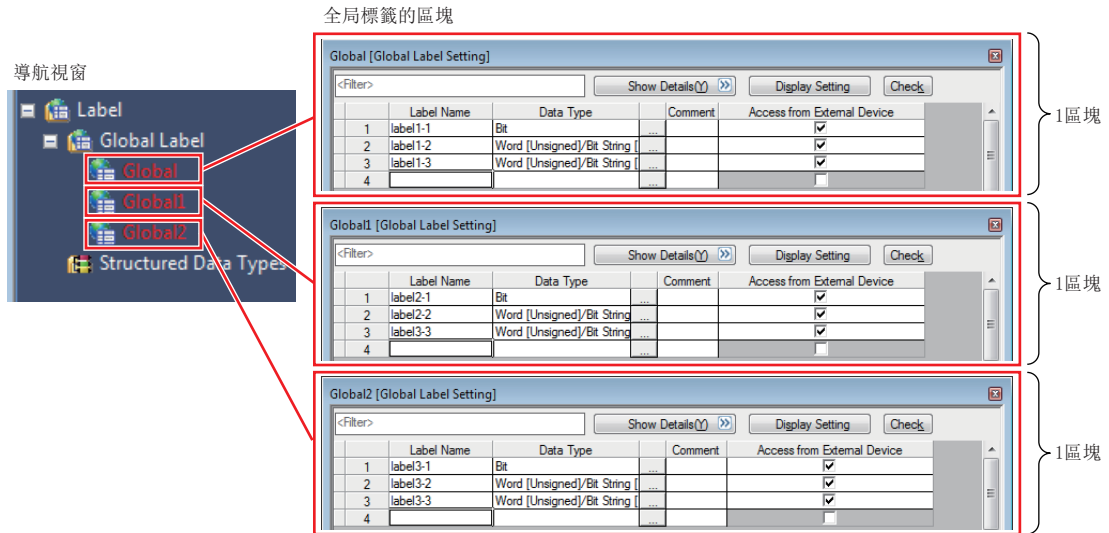 全局標籤的區塊
導航視窗
Label
Global Label
Global
Global1
Global2
Structured Data Types
Global [Global Label Setting]
<Filter>
Show Details(Y)
Display Setting
Check
Label Name Data Type Comment Access from External Device
1 label1-1 Bit ...
2 label1-2 Word [Unsigned]/Bit String [ ...
3 label1-3 Word [Unsigned]/Bit String [ ...
4 ...
1區塊
Global1 [Global Label Setting]
<Filter>
Show Details(Y)
Display Setting
Check
Label Name Data Type Comment Access from External Device
1 label2-1 Bit ...
2 label2-2 Word [Unsigned]/Bit String ...
3 label3-3 Word [Unsigned]/Bit String ...
4 ...
1區塊
Global2 [Global Label Setting]
<Filter>
Show Details(Y)
Display Setting
Check
Label Name Data Type Comment Access from External Device
1 label3-1 Bit ...
2 label3-2 Word [Unsigned]/Bit String [ ...
3 label3-3 Word [Unsigned]/Bit String [ ...
4 ...
1區塊